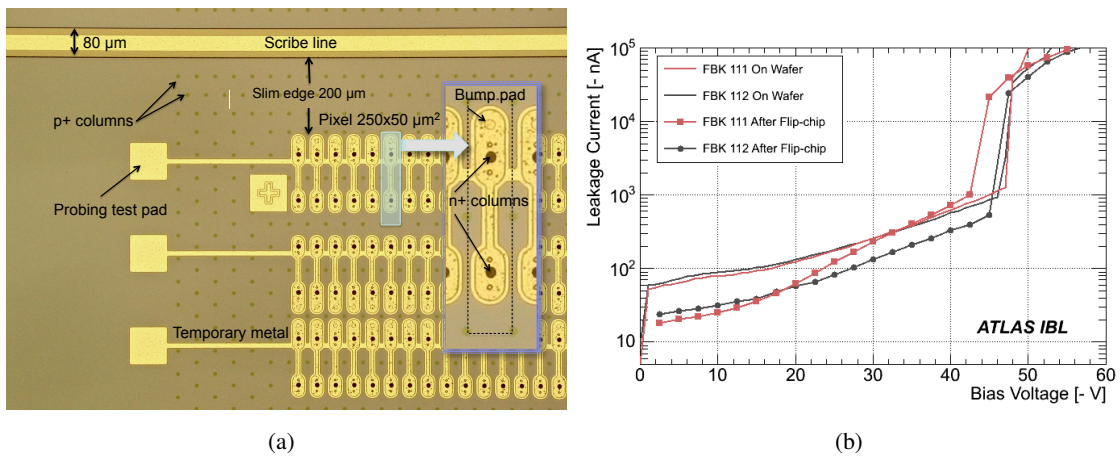 80 µm
Scribe line
Slim edge 200 µm
p+ columns
Pixel 250x50 µm²
Bump pad
n+ columns
Probing test pad
Temporary metal
(a)
Leakage Current [- nA]
10⁵
10⁴
10³
10²
10
FBK 111 On Wafer
FBK 112 On Wafer
FBK 111 After Flip-chip
FBK 112 After Flip-chip
ATLAS IBL
0 10 20 30 40 50 60
Bias Voltage [- V]
(b)